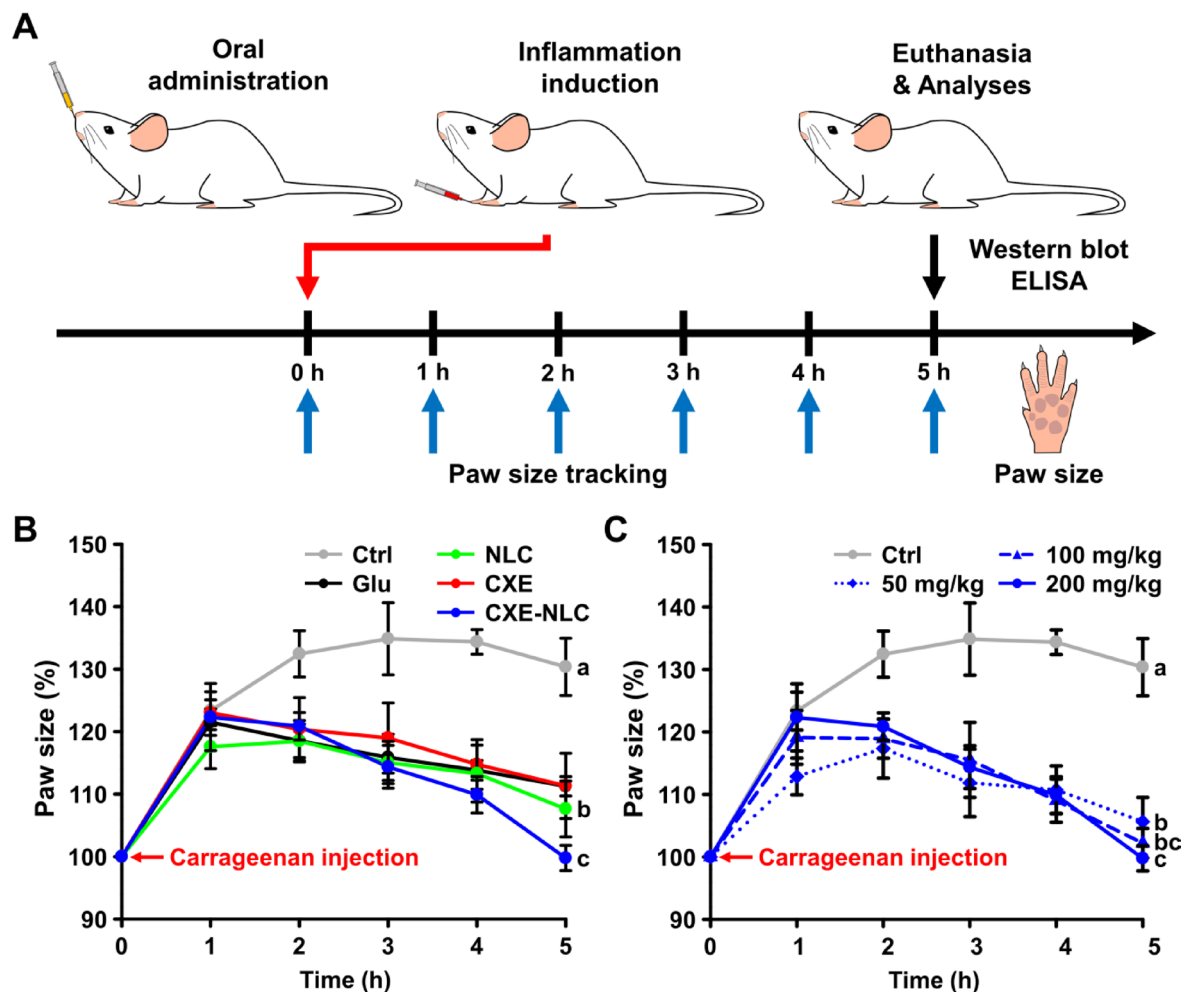 A
Oral
administration
Inflammation
induction
Euthanasia
& Analyses
Western blot
ELISA
0 h
1 h
2 h
3 h
4 h
5 h
Paw size tracking
Paw size
B
150
140
130
120
110
100
90
Paw size (%)
Ctrl
Glu
NLC
CXE
CXE-NLC
a
b
c
Carrageenan injection
0
1
2
3
4
5
Time (h)
C
150
140
130
120
110
100
90
Paw size (%)
Ctrl
50 mg/kg
100 mg/kg
200 mg/kg
a
b
bc
c
Carrageenan injection
0
1
2
3
4
5
Time (h)